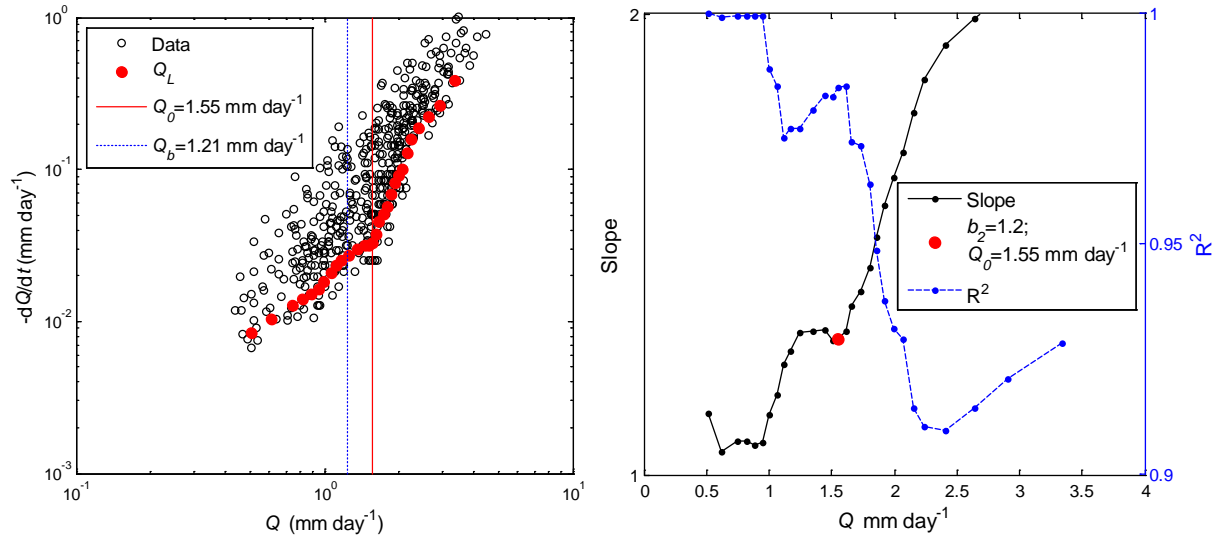 10^0
10^-1
10^-2
10^-3
10^-1
10^0
10^1
-dQ/dt (mm day^-1)
Q (mm day^-1)
Data
Q_L
Q_0=1.55 mm day^-1
Q_b=1.21 mm day^-1
2
1
Slope
0 0.5 1 1.5 2 2.5 3 3.5 4
Q mm day^-1
1
0.95
0.9
R^2
Slope
b_2=1.2;
Q_0=1.55 mm day^-1
R^2